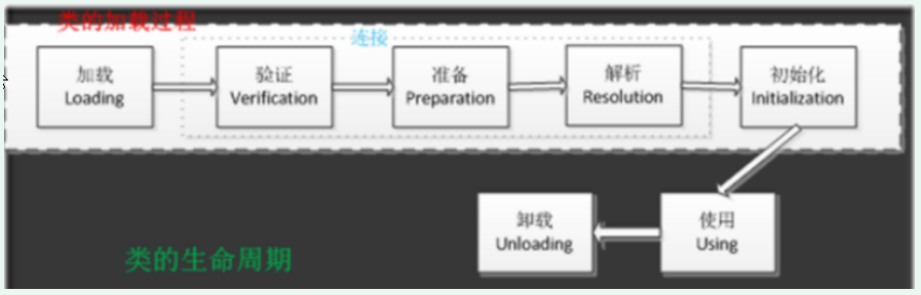 类的加载过程
连接
加载
Loading
验证
Verification
准备
Preparation
解析
Resolution
初始化
Initialization
卸载
Unloading
使用
Using
类的生命周期